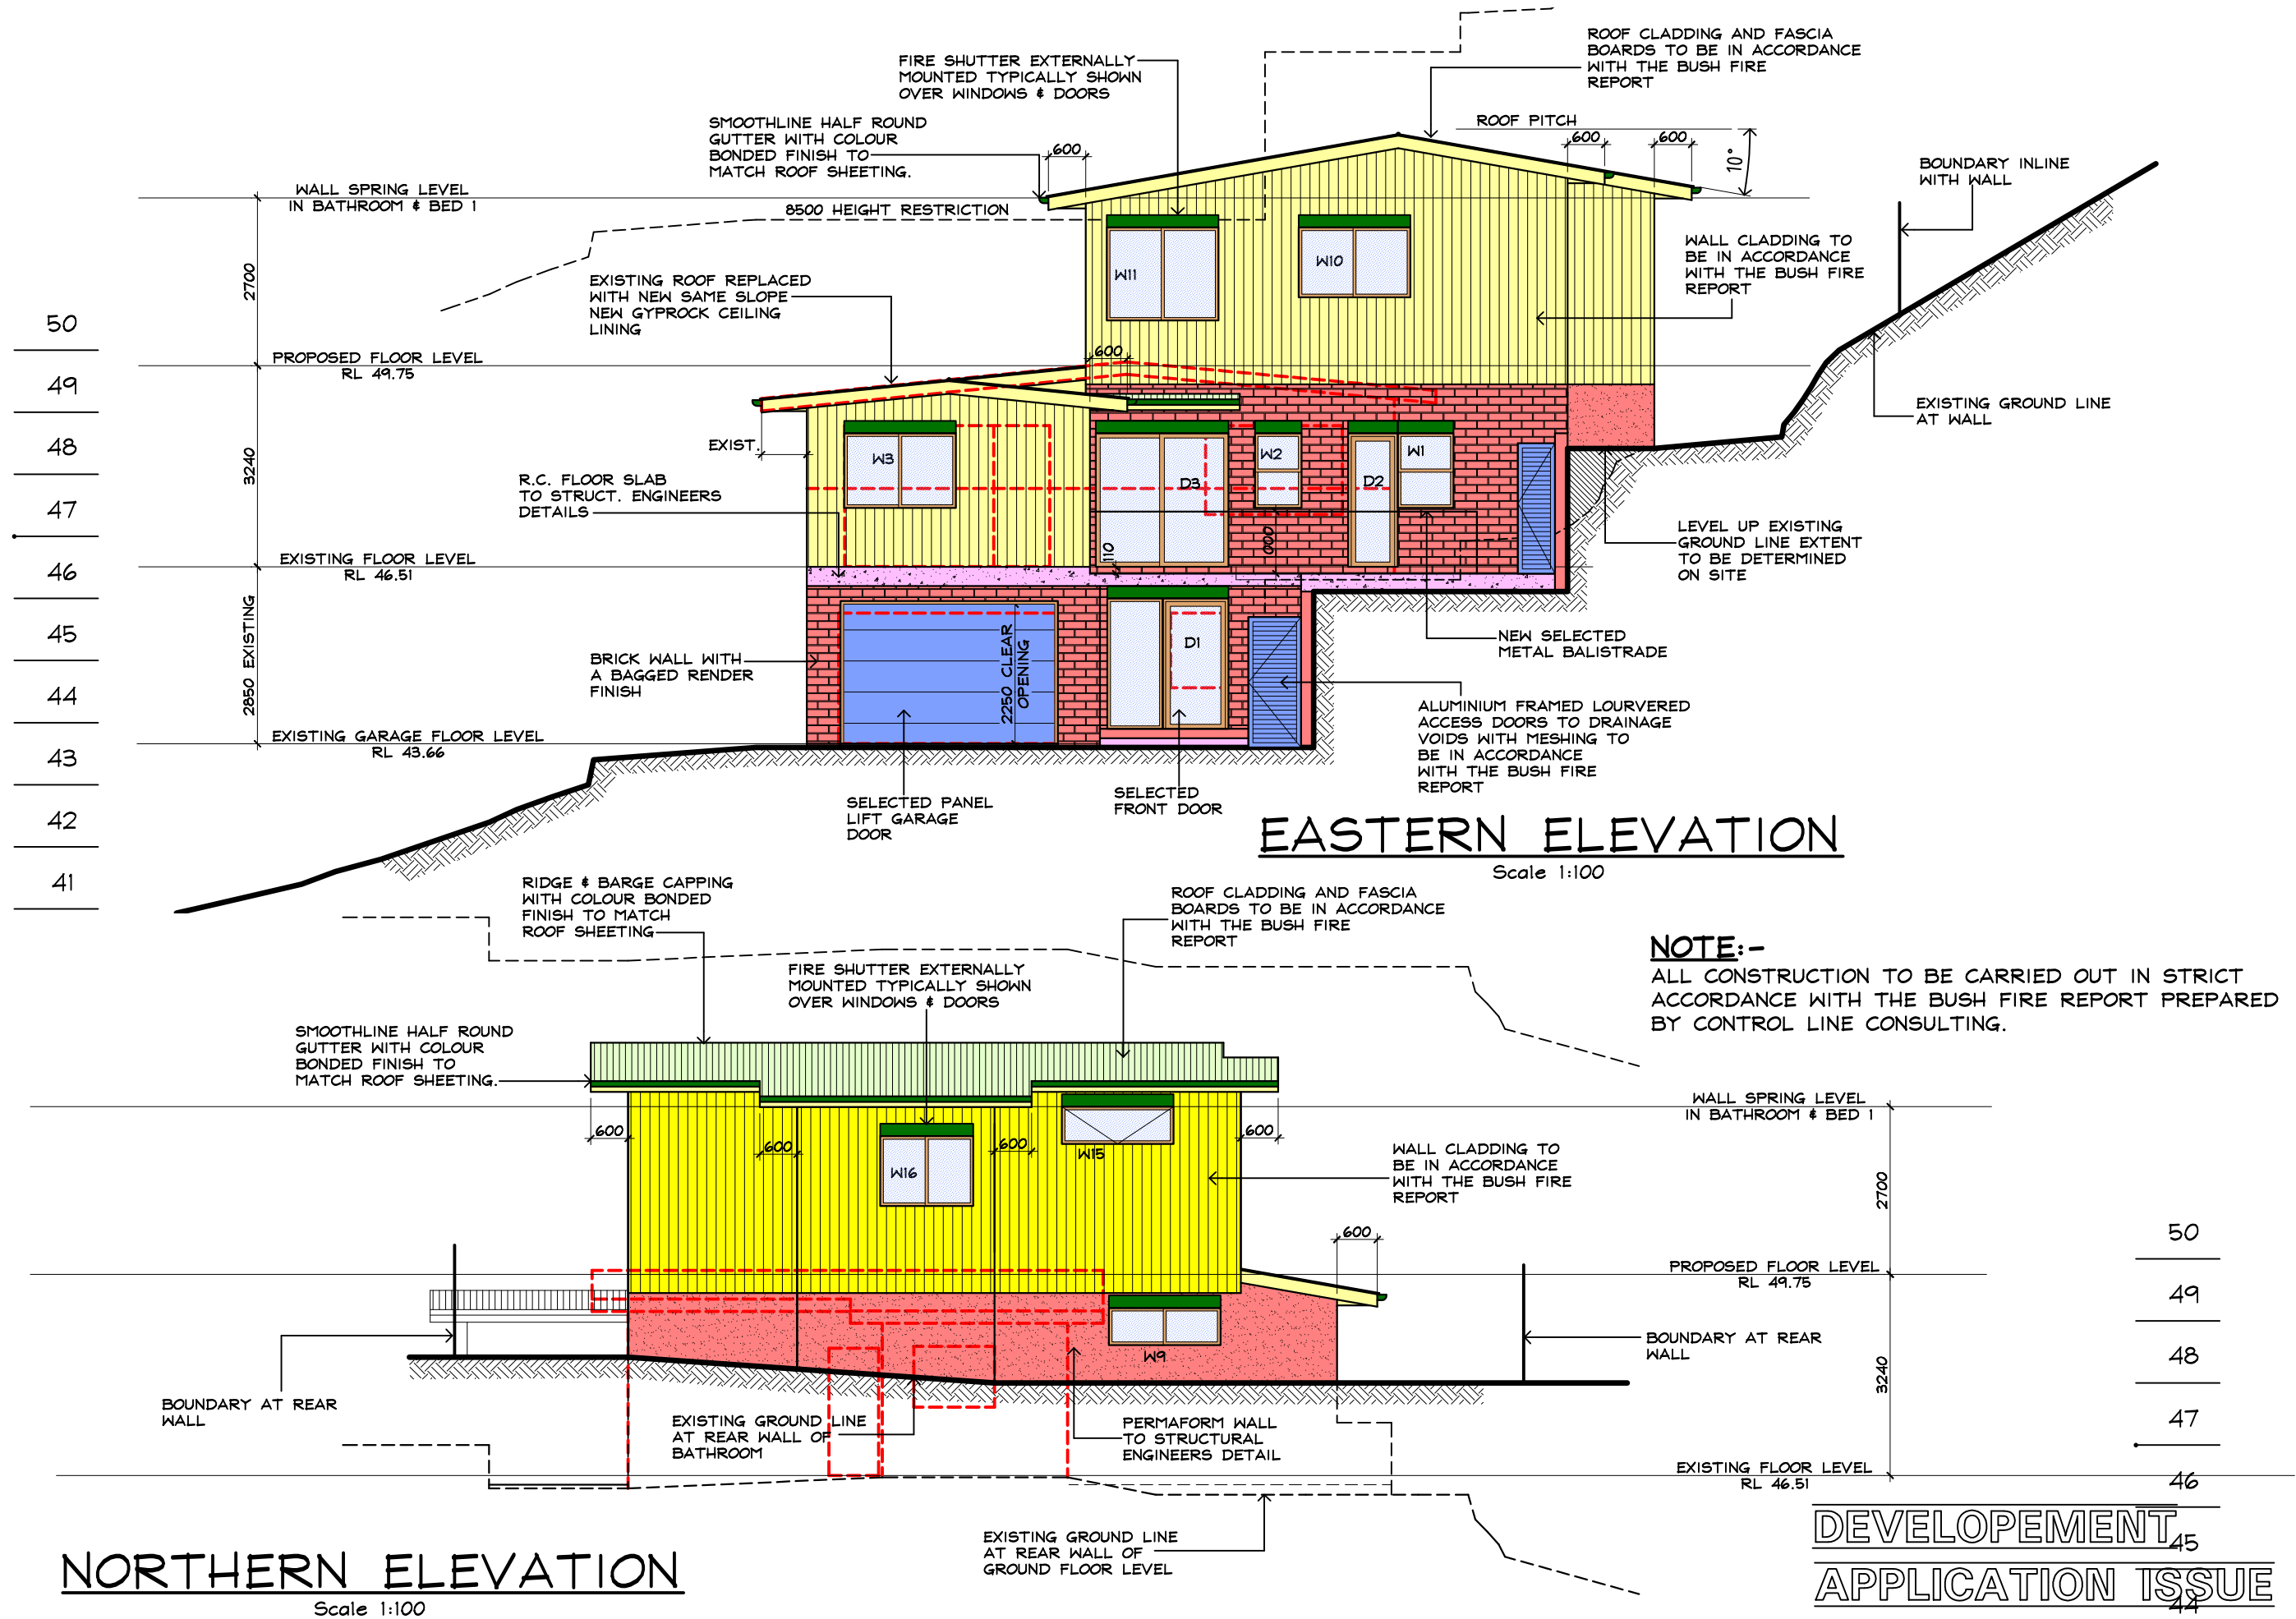 ROOF CLADDING AND FASCIA
BOARDS TO BE IN ACCORDANCE
WITH THE BUSH FIRE
REPORT
FIRE SHUTTER EXTERNALLY
MOUNTED TYPICALLY SHOWN
OVER WINDOWS & DOORS
SMOOTHLINE HALF ROUND
GUTTER WITH COLOUR
BONDED FINISH TO
MATCH ROOF SHEETING.
ROOF PITCH
600
600
600
10°
BOUNDARY INLINE
WITH WALL
WALL SPRING LEVEL
IN BATHROOM & BED 1
8500 HEIGHT RESTRICTION
WALL CLADDING TO
BE IN ACCORDANCE
WITH THE BUSH FIRE
REPORT
W11
W10
2700
EXISTING ROOF REPLACED
WITH NEW SAME SLOPE
NEW GYPROCK CEILING
LINING
50
49
48
47
46
45
44
43
42
41
PROPOSED FLOOR LEVEL
RL 49.75
600
EXISTING GROUND LINE
AT WALL
EXIST.
3240
W3
D3
W2
D2
W1
R.C. FLOOR SLAB
TO STRUCT. ENGINEERS
DETAILS
LEVEL UP EXISTING
GROUND LINE EXTENT
TO BE DETERMINED
ON SITE
110
000
EXISTING FLOOR LEVEL
RL 46.51
2850 EXISTING
BRICK WALL WITH
A BAGGED RENDER
FINISH
2250 CLEAR
OPENING
D1
NEW SELECTED
METAL BALISTRADE
ALUMINIUM FRAMED LOURVERED
ACCESS DOORS TO DRAINAGE
VOIDS WITH MESHING TO
BE IN ACCORDANCE
WITH THE BUSH FIRE
REPORT
EXISTING GARAGE FLOOR LEVEL
RL 43.66
SELECTED PANEL
LIFT GARAGE
DOOR
SELECTED
FRONT DOOR
EASTERN ELEVATION
Scale 1:100
RIDGE & BARGE CAPPING
WITH COLOUR BONDED
FINISH TO MATCH
ROOF SHEETING
ROOF CLADDING AND FASCIA
BOARDS TO BE IN ACCORDANCE
WITH THE BUSH FIRE
REPORT
NOTE:-
ALL CONSTRUCTION TO BE CARRIED OUT IN STRICT
ACCORDANCE WITH THE BUSH FIRE REPORT PREPARED
BY CONTROL LINE CONSULTING.
FIRE SHUTTER EXTERNALLY
MOUNTED TYPICALLY SHOWN
OVER WINDOWS & DOORS
SMOOTHLINE HALF ROUND
GUTTER WITH COLOUR
BONDED FINISH TO
MATCH ROOF SHEETING.
WALL SPRING LEVEL
IN BATHROOM & BED 1
600
600
600
600
W15
W16
WALL CLADDING TO
BE IN ACCORDANCE
WITH THE BUSH FIRE
REPORT
2700
600
PROPOSED FLOOR LEVEL
RL 49.75
50
49
48
47
46
45
44
BOUNDARY AT REAR
WALL
W9
3240
BOUNDARY AT REAR
WALL
EXISTING GROUND LINE
AT REAR WALL OF
BATHROOM
PERMAFORM WALL
TO STRUCTURAL
ENGINEERS DETAIL
EXISTING FLOOR LEVEL
RL 46.51
EXISTING GROUND LINE
AT REAR WALL OF
GROUND FLOOR LEVEL
NORTHERN ELEVATION
Scale 1:100
DEVELOPEMENT
APPLICATION ISSUE